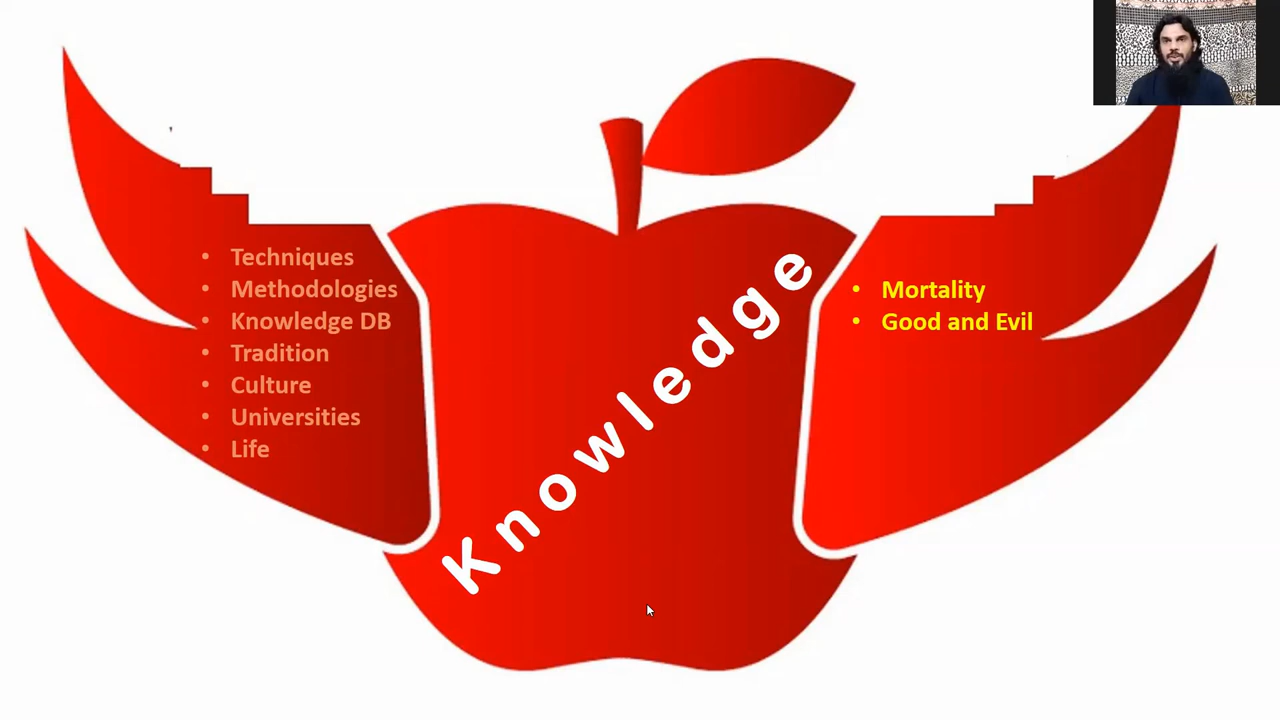 • Techniques
• Methodologies
• Knowledge DB
• Tradition
• Culture
• Universities
• Life
Knowledge
• Mortality
• Good and Evil